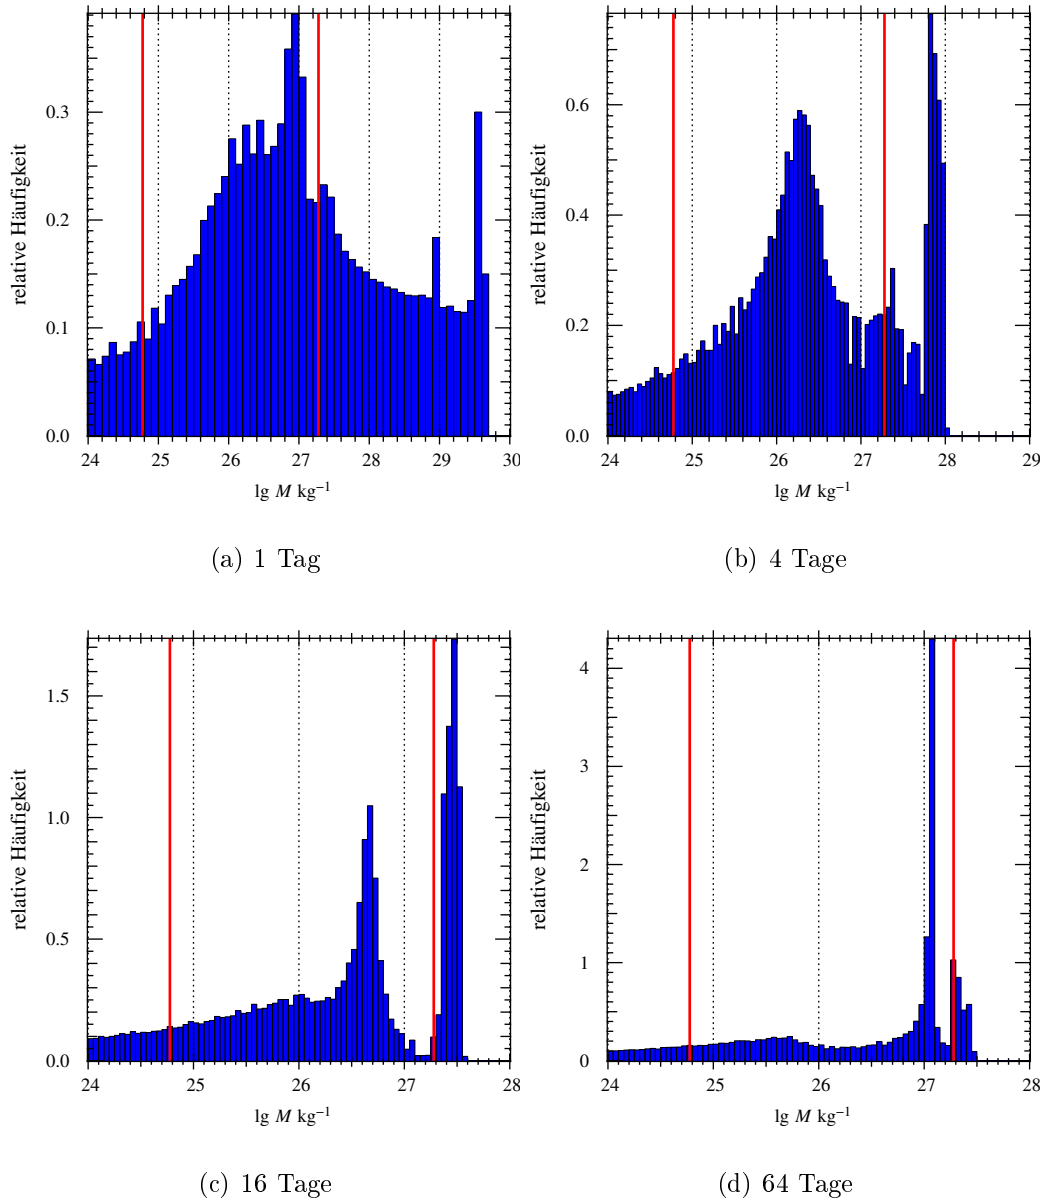 relative Häufigkeit
0.3
0.2
0.1
0.0
24 25 26 27 28 29 30
lg M kg⁻¹
(a) 1 Tag
relative Häufigkeit
0.6
0.4
0.2
0.0
24 25 26 27 28 29
lg M kg⁻¹
(b) 4 Tage
relative Häufigkeit
1.5
1.0
0.5
0.0
24 25 26 27 28
lg M kg⁻¹
(c) 16 Tage
relative Häufigkeit
4
3
2
1
0
24 25 26 27 28
lg M kg⁻¹
(d) 64 Tage